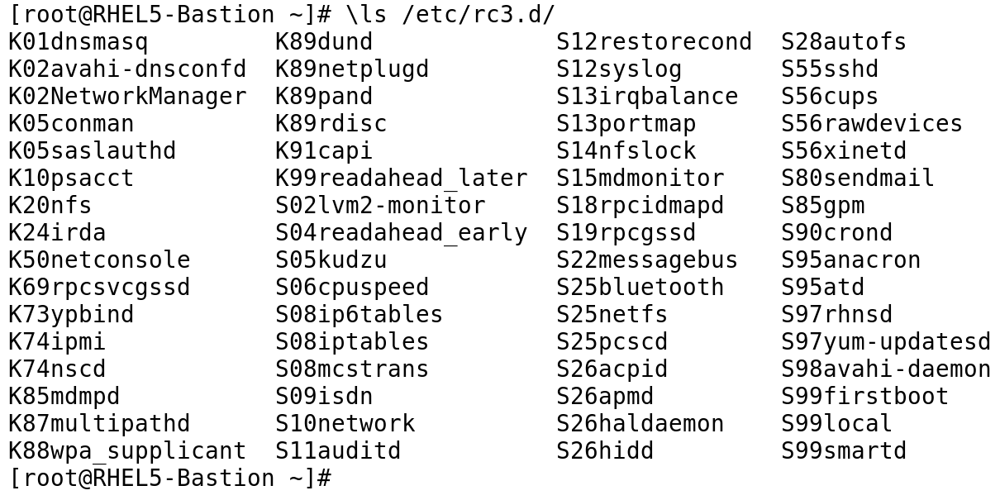 [root@RHEL5-Bastion ~]# \ls /etc/rc3.d/
K01dnsmasq         K89dund            S12restorecond  S28autofs
K02avahi-dnsconfd  K89netplugd        S12syslog       S55sshd
K02NetworkManager  K89pand            S13irqbalance   S56cups
K05conman          K89rdisc           S13portmap      S56rawdevices
K05saslauthd       K91capi            S14nfslock      S56xinetd
K10psacct          K99readahead_later  S15mdmonitor    S80sendmail
K20nfs             S02lvm2-monitor     S18rpcidmapd    S85gpm
K24irda            S04readahead_early  S19rpcgssd      S90crond
K50netconsole      S05kudzu            S22messagebus   S95anacron
K69rpcsvcgssd      S06cpuspeed         S25bluetooth    S95atd
K73ypbind          S08ip6tables        S25netfs        S97rhnsd
K74ipmi            S08iptables         S25pcscd        S97yum-updatesd
K74nscd            S08mcstrans         S26acpid        S98avahi-daemon
K85mdmpd           S09isdn             S26apmd         S99firstboot
K87multipathd      S10network          S26haldaemon    S99local
K88wpa_supplicant  S11auditd           S26hidd         S99smartd
[root@RHEL5-Bastion ~]#